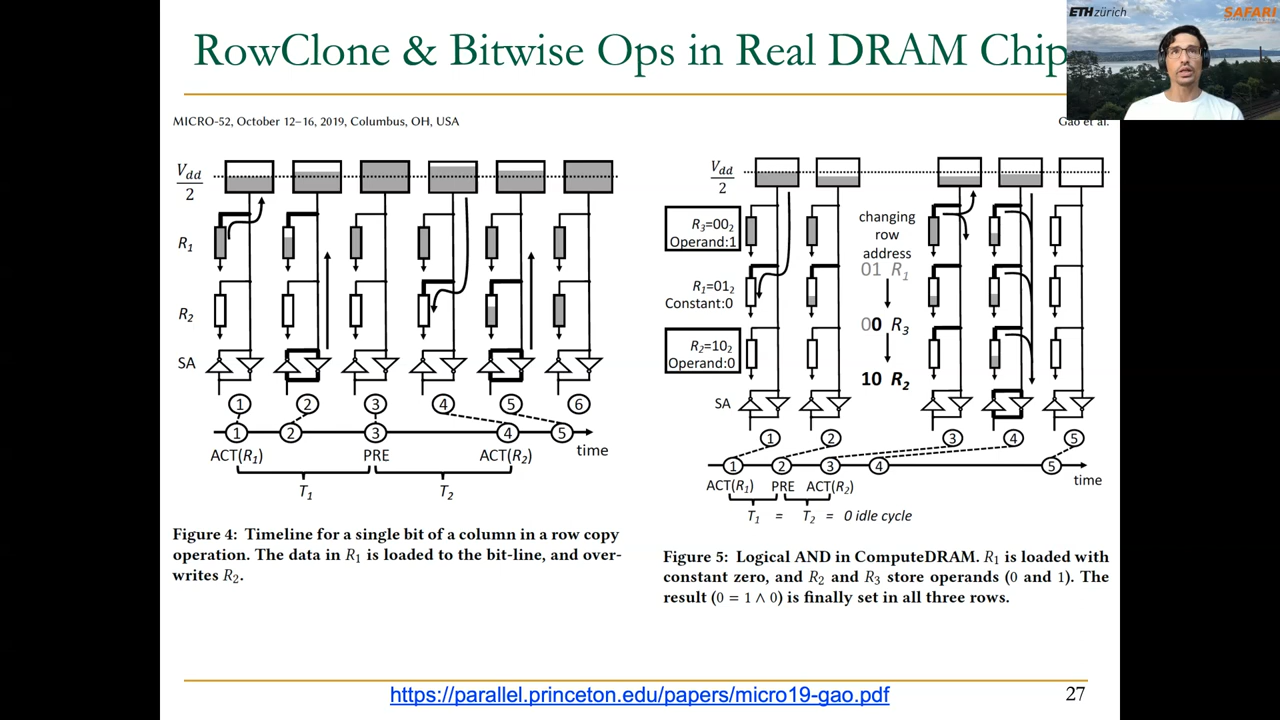 RowClone & Bitwise Ops in Real DRAM Chip
ETHzürich
SAFARI
MICRO-52, October 12–16, 2019, Columbus, OH, USA
Gao et al.
Vdd
2
R1
R2
SA
1 2 3 4 5 6
1 2 3 4 5
time
ACT(R1) PRE ACT(R2)
T1 T2
Figure 4: Timeline for a single bit of a column in a row copy
operation. The data in R1 is loaded to the bit-line, and over-
writes R2.
Vdd
2
R3=002
Operand:1
R1=012
Constant:0
R2=102
Operand:0
SA
changing
row
address
01 R1
00 R3
10 R2
1 2 3 4 5
1 2 3 4 5
time
ACT(R1) PRE ACT(R2)
T1 = T2 = 0 idle cycle
Figure 5: Logical AND in ComputeDRAM. R1 is loaded with
constant zero, and R2 and R3 store operands (0 and 1). The
result (0 = 1 ∧ 0) is finally set in all three rows.
https://parallel.princeton.edu/papers/micro19-gao.pdf
27